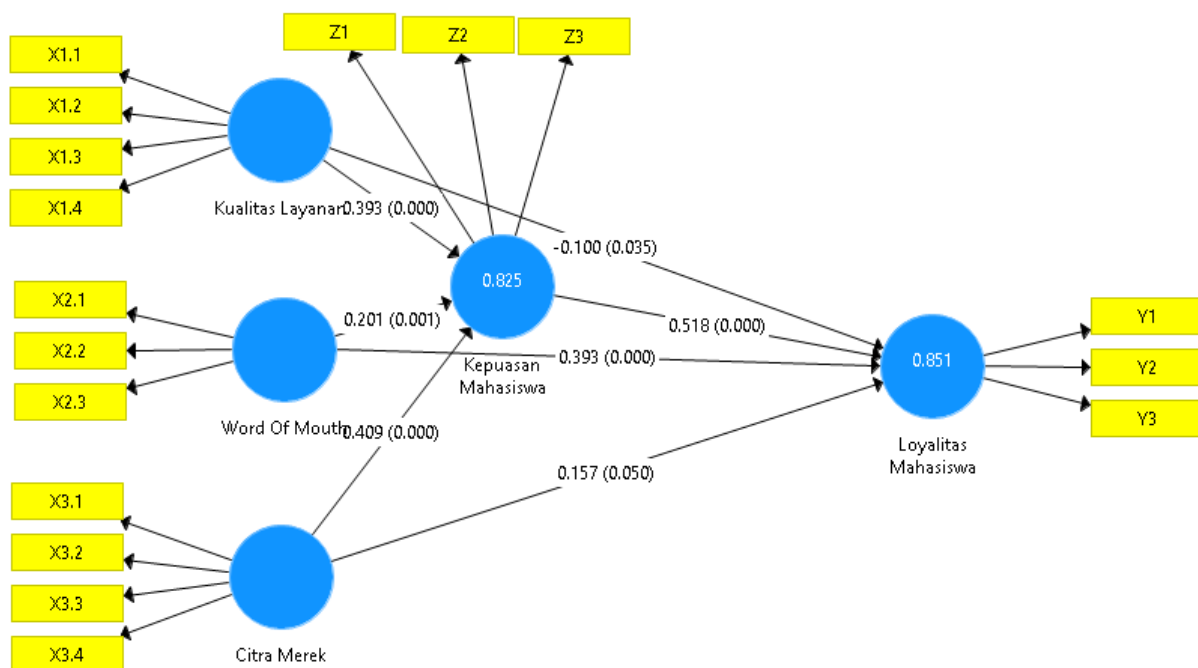 Z1
Z2
Z3
X1.1
X1.2
X1.3
X1.4
Kualitas Layanan
0.393 (0.000)
-0.100 (0.035)
0.825
X2.1
X2.2
X2.3
0.201 (0.001)
0.518 (0.000)
0.393 (0.000)
Kepuasan
Mahasiswa
Word Of Mouth
0.409 (0.000)
0.851
Y1
Y2
Y3
Loyalitas
Mahasiswa
0.157 (0.050)
X3.1
X3.2
X3.3
X3.4
Citra Merek